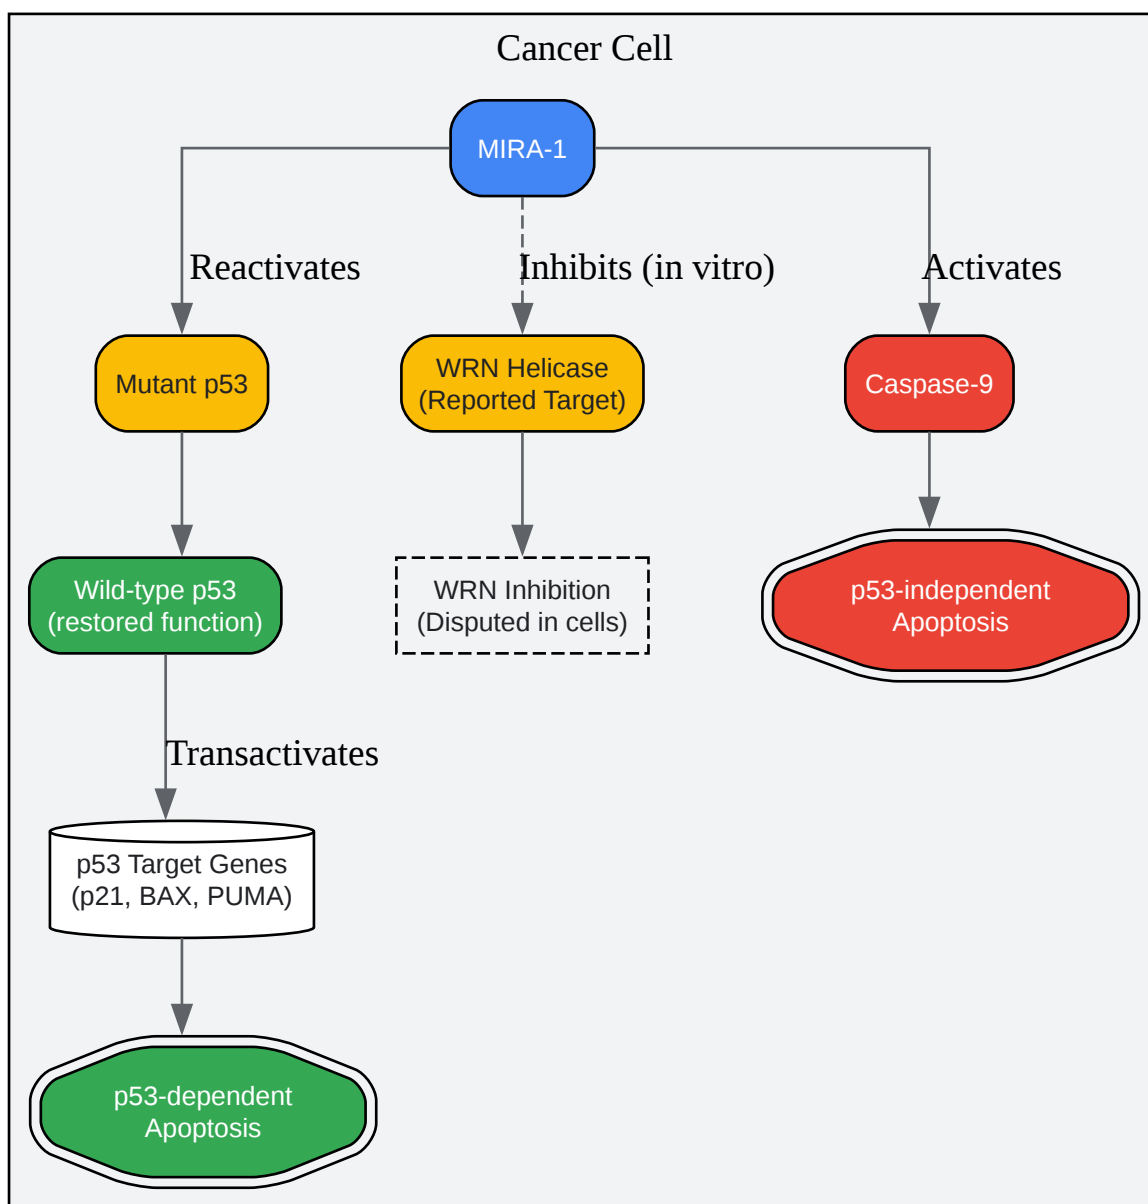 Cancer Cell
MIRA-1
Reactivates
Inhibits (in vitro)
Activates
Mutant p53
WRN Helicase
(Reported Target)
Caspase-9
Wild-type p53
(restored function)
WRN Inhibition
(Disputed in cells)
p53-independent
Apoptosis
Transactivates
p53 Target Genes
(p21, BAX, PUMA)
p53-dependent
Apoptosis